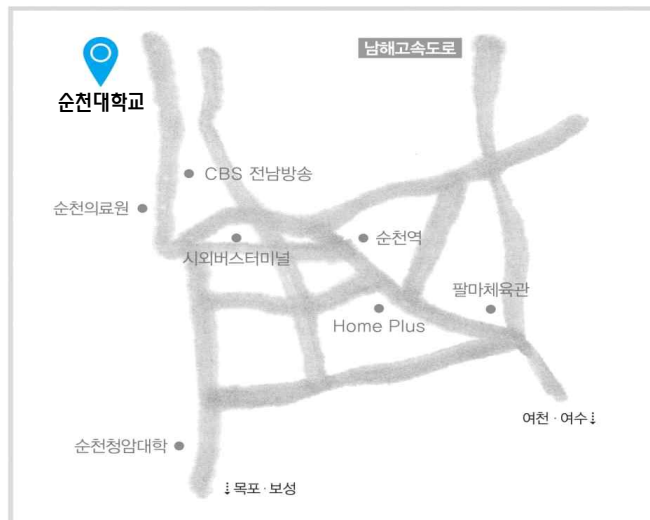 남해고속도로
순천대학교
CBS 전남방송
순천의료원
순천역
시외버스터미널
팔마체육관
Home Plus
여천 · 여수⇣
순천청암대학
⇣목포 · 보성